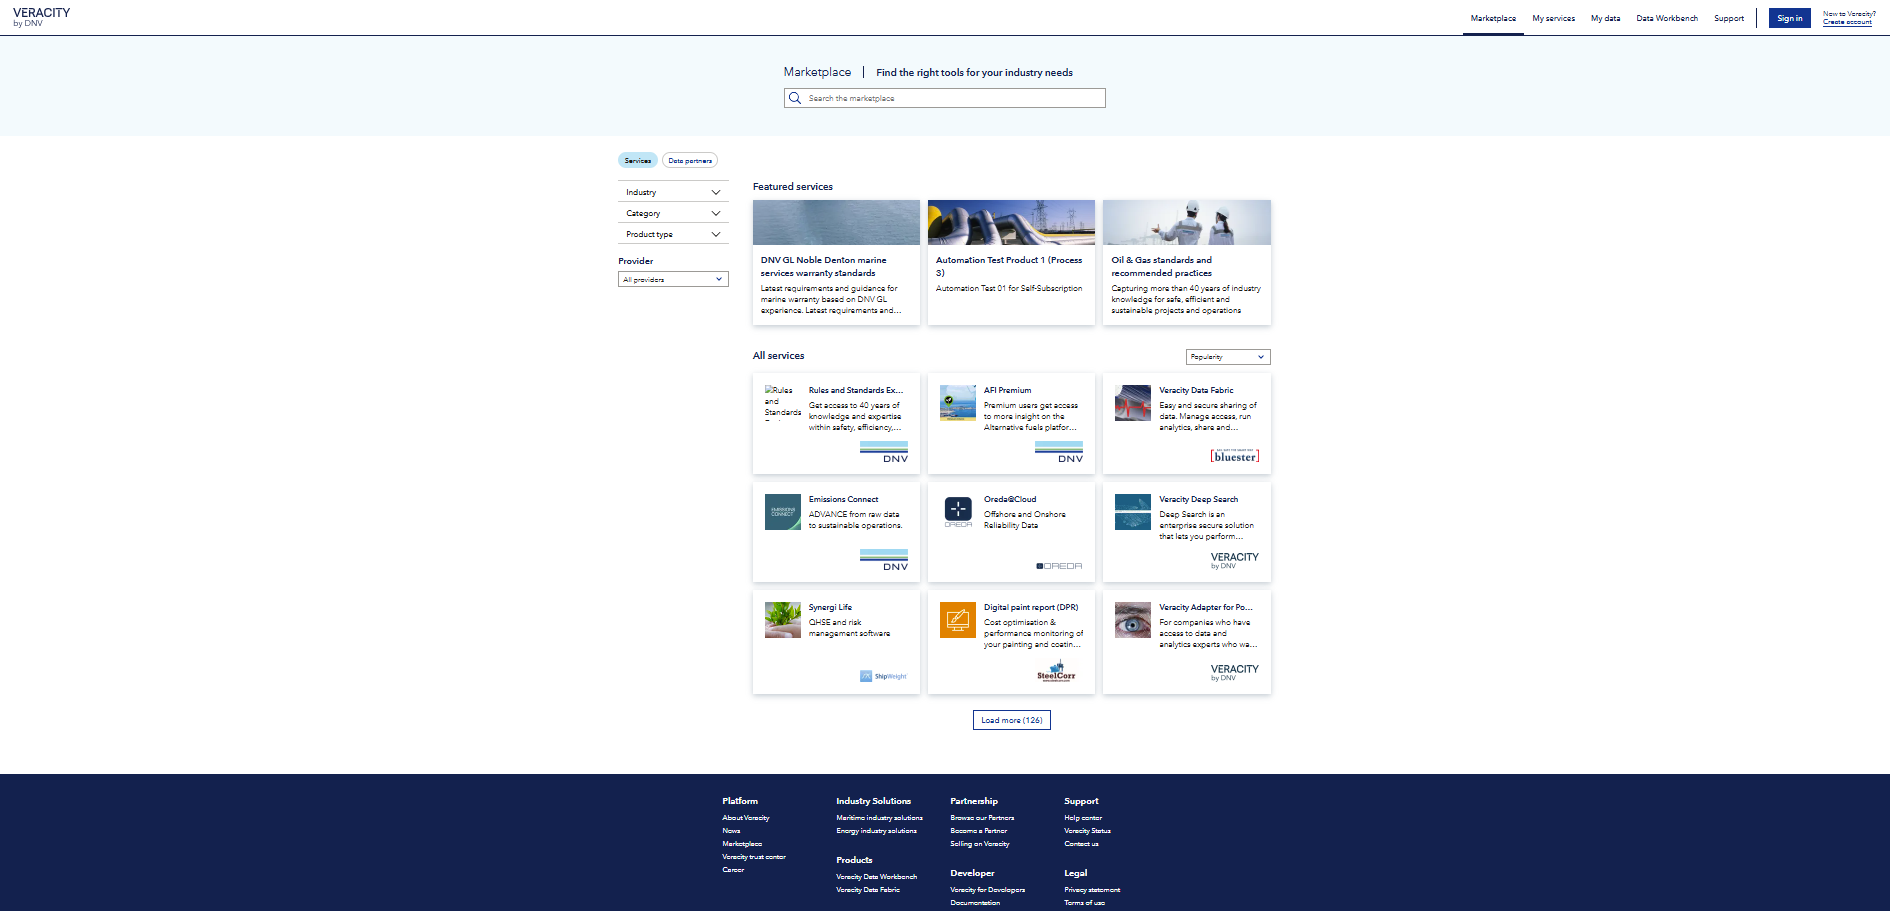 VERACITY
by DNV
Marketplace
My services
My data
Data Workbench
Support
Sign in
New to Veracity?
Create account
Marketplace
Find the right tools for your industry needs
Search the marketplace
Services
Data partners
Industry
Category
Product type
Provider
All providers
Featured services
DNV GL Noble Denton marine
services warranty standards
Latest requirements and guidance for
marine warranty based on DNV GL
experience. Latest requirements and...
Automation Test Product 1 (Process
3)
Automation Test 01 for Self-Subscription
Oil & Gas standards and
recommended practices
Capturing more than 40 years of industry
knowledge for safe, efficient and
sustainable projects and operations
All services
Popularity
Rules
and
Standards
Rules and Standards Ex...
Get access to 40 years of
knowledge and expertise
within safety, efficiency,...
DNV
AFI Premium
Premium users get access
to more insight on the
Alternative fuels platfor...
DNV
Veracity Data Fabric
Easy and secure sharing of
data. Manage access, run
analytics, share and...
[bluester]
EMISSIONS
CONNECT
Emissions Connect
ADVANCE from raw data
to sustainable operations.
DNV
OREDA
Oreda@Cloud
Offshore and Onshore
Reliability Data
OREDA
Veracity Deep Search
Deep Search is an
enterprise secure solution
that lets you perform...
VERACITY
by DNV
Synergi Life
QHSE and risk
management software
ShipWeight
Digital paint report (DPR)
Cost optimisation &
performance monitoring of
your painting and coatin...
SteelCorr
Veracity Adapter for Po...
For companies who have
access to data and
analytics experts who wa...
VERACITY
by DNV
Load more (126)
Platform
About Veracity
News
Marketplace
Veracity trust center
Career
Industry Solutions
Maritime industry solutions
Energy industry solutions
Products
Veracity Data Workbench
Veracity Data Fabric
Partnership
Browse our Partners
Become a Partner
Selling on Veracity
Developer
Veracity for Developers
Documentation
Support
Help center
Veracity Status
Contact us
Legal
Privacy statement
Terms of use